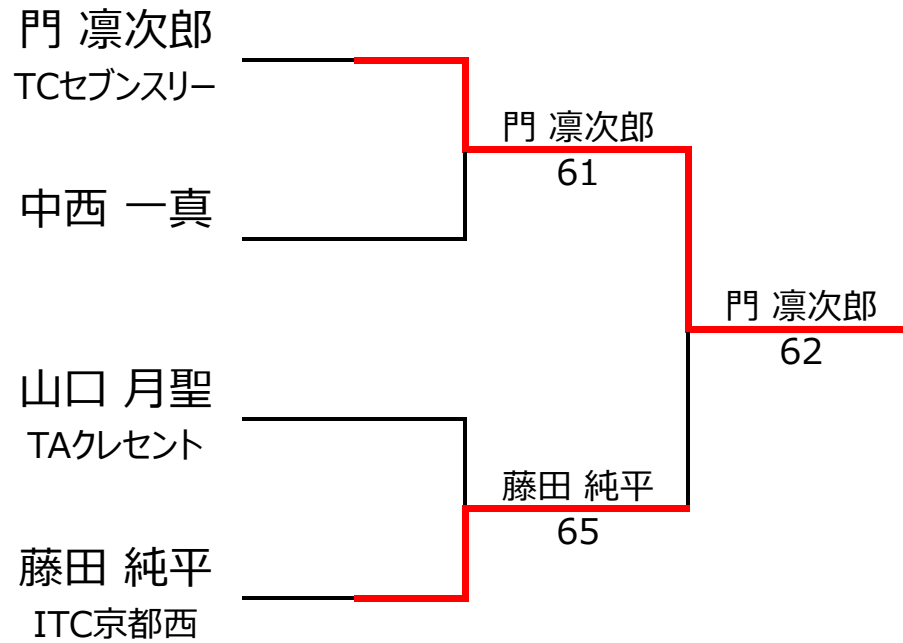 門 凛次郎
TCセブンスリー
中西 一真
山口 月聖
TAクレセント
藤田 純平
ITC京都西
門 凛次郎
61
藤田 純平
65
門 凛次郎
62